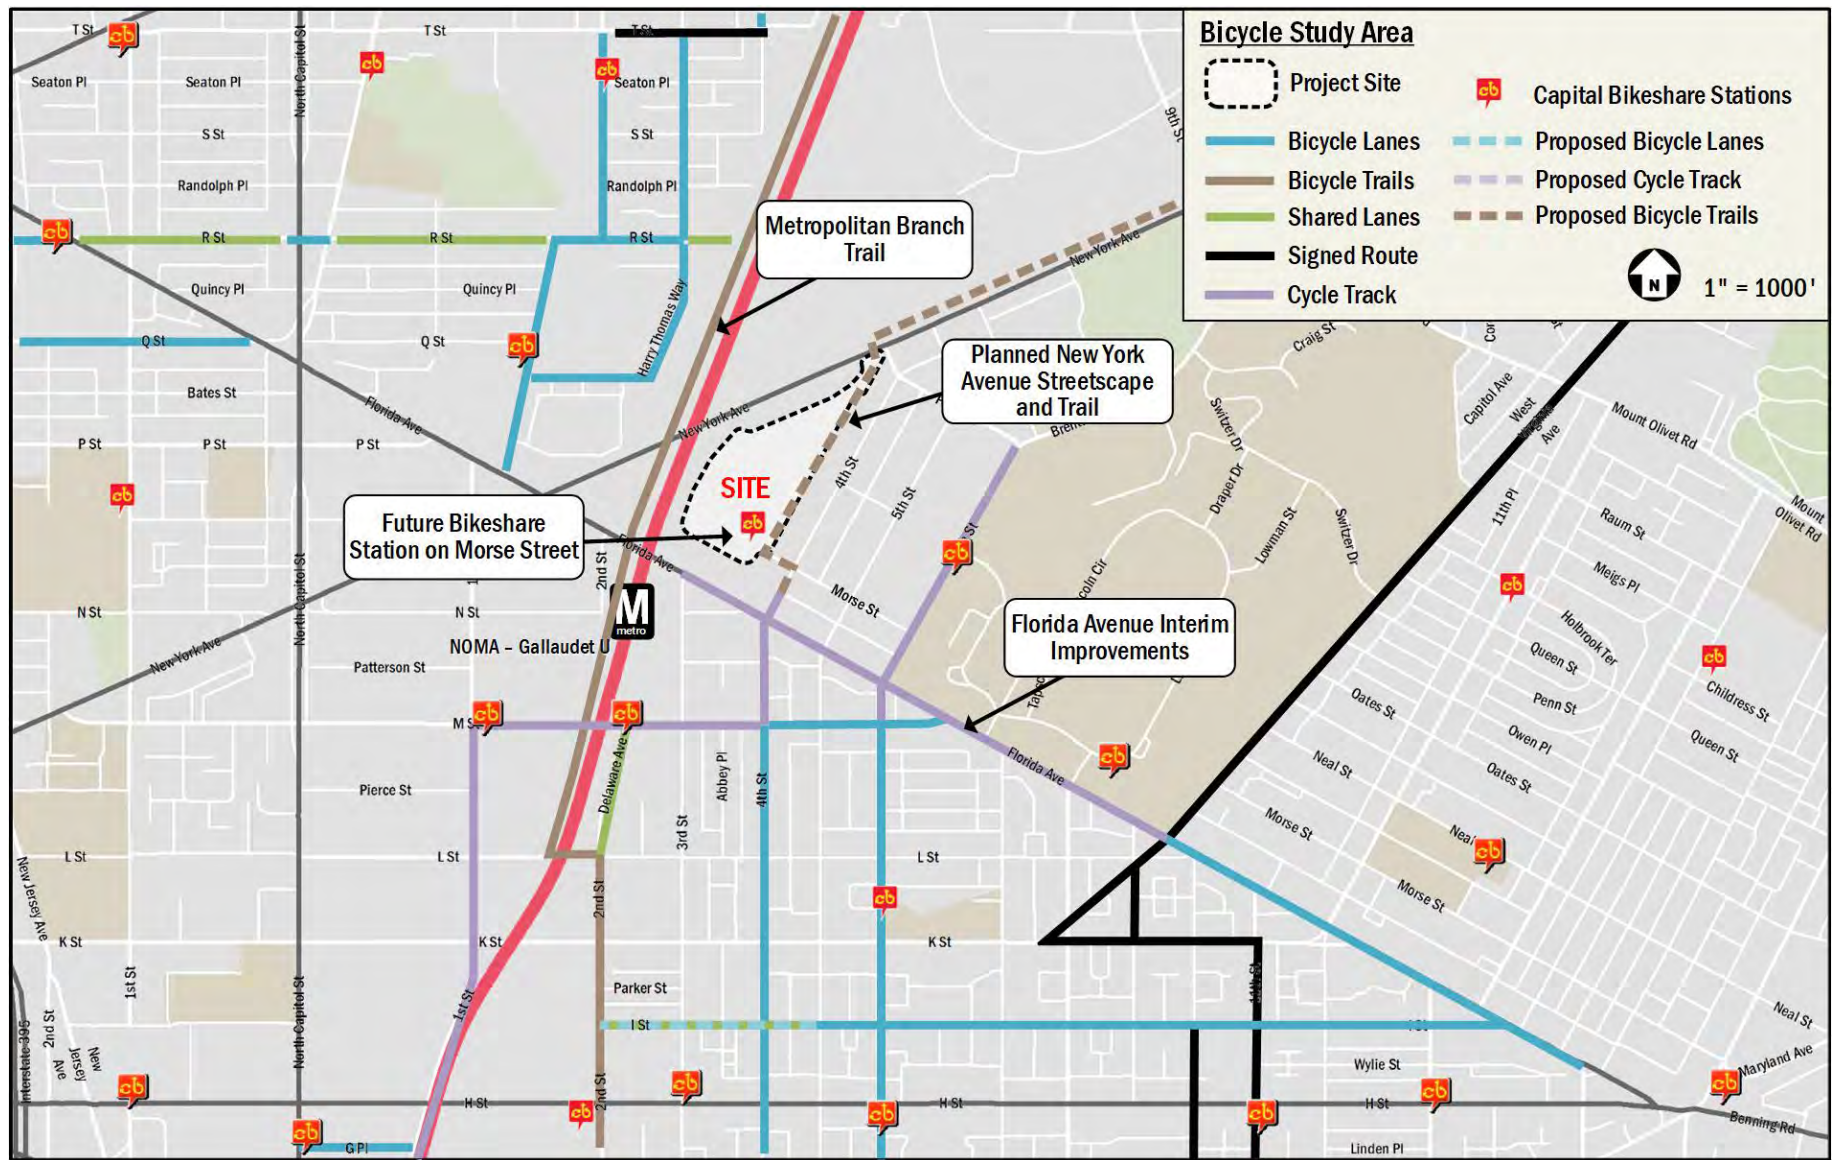 Bicycle Study Area
Project Site
Capital Bikeshare Stations
Bicycle Lanes
Proposed Bicycle Lanes
Bicycle Trails
Proposed Cycle Track
Shared Lanes
Proposed Bicycle Trails
Signed Route
Cycle Track
N
1" = 1000'
T St
T St
T St
Seaton Pl
Seaton Pl
Seaton Pl
North Capitol St
S St
S St
9th St
Randolph Pl
Randolph Pl
R St
R St
R St
Metropolitan Branch
Trail
New York Ave
Quincy Pl
Quincy Pl
Harry Thomas Way
Q St
Q St
Planned New York
Avenue Streetscape
and Trail
Craig St
Bates St
Florida Ave
New York Ave
Capitol Ave
West
Ave
Mount Olivet Rd
Switzer Dr
P St
P St
P St
SITE
4th St
5th St
Draper Dr
Lowman St
Switzer Dr
11th Pl
Raum St
Mount
Olivet Rd
Future Bikeshare
Station on Morse Street
Florida Ave
2nd St
Meigs Pl
North Capitol St
N St
N St
M
metro
Morse St
Florida Avenue Interim
Improvements
Holbrook Ter
Queen St
New York Ave
NOMA – Gallaudet U
Patterson St
Oates St
Penn St
Childress St
Owen Pl
Queen St
Florida Ave
Neal St
Oates St
Pierce St
Delaware Ave
Abbey Pl
4th St
3rd St
Morse St
L St
L St
L St
New Jersey Ave
2nd St
Morse St
K St
K St
K St
1st St
North Capitol St
1st St
Parker St
I St
Neal St
Interstate 395
2nd St
New
Jersey
Ave
Wylie St
Maryland Ave
H St
2nd St
H St
H St
Benning Rd
G Pl
Linden Pl